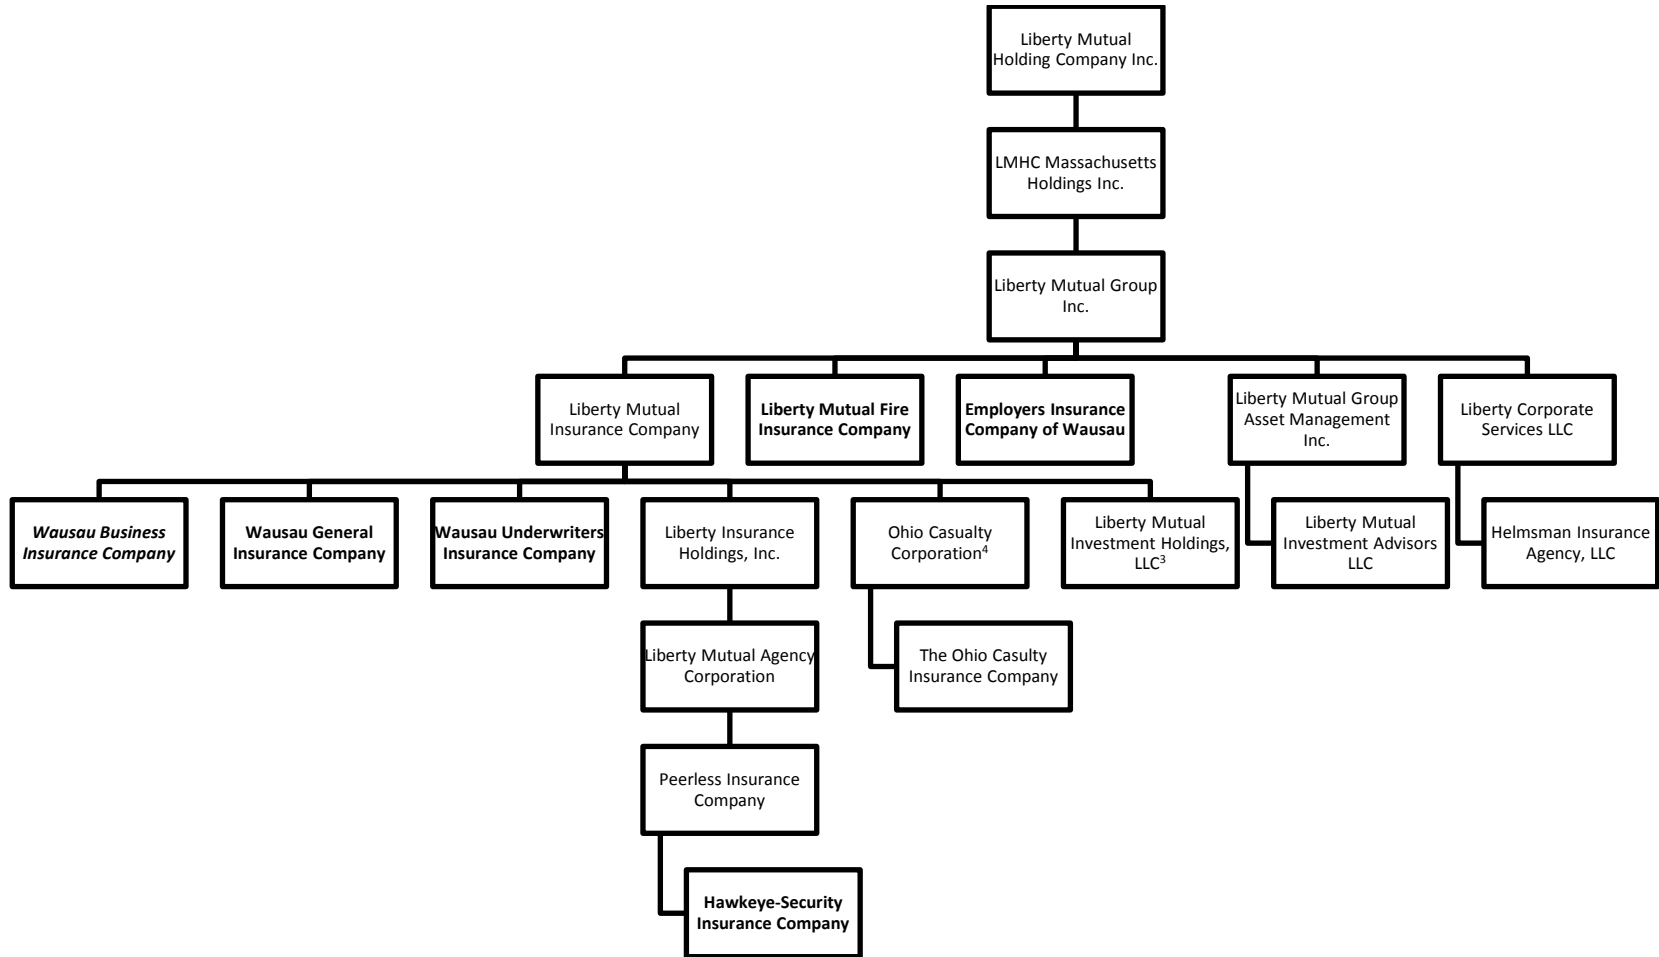 Liberty Mutual
Holding Company Inc.
LMHC Massachusetts
Holdings Inc.
Liberty Mutual Group
Inc.
Liberty Mutual
Insurance Company
Liberty Mutual Fire
Insurance Company
Employers Insurance
Company of Wausau
Liberty Mutual Group
Asset Management
Inc.
Liberty Corporate
Services LLC
Wausau Business
Insurance Company
Wausau General
Insurance Company
Wausau Underwriters
Insurance Company
Liberty Insurance
Holdings, Inc.
Ohio Casualty
Corporation⁴
Liberty Mutual
Investment Holdings,
LLC³
Liberty Mutual
Investment Advisors
LLC
Helmsman Insurance
Agency, LLC
Liberty Mutual Agency
Corporation
The Ohio Casulty
Insurance Company
Peerless Insurance
Company
Hawkeye-Security
Insurance Company